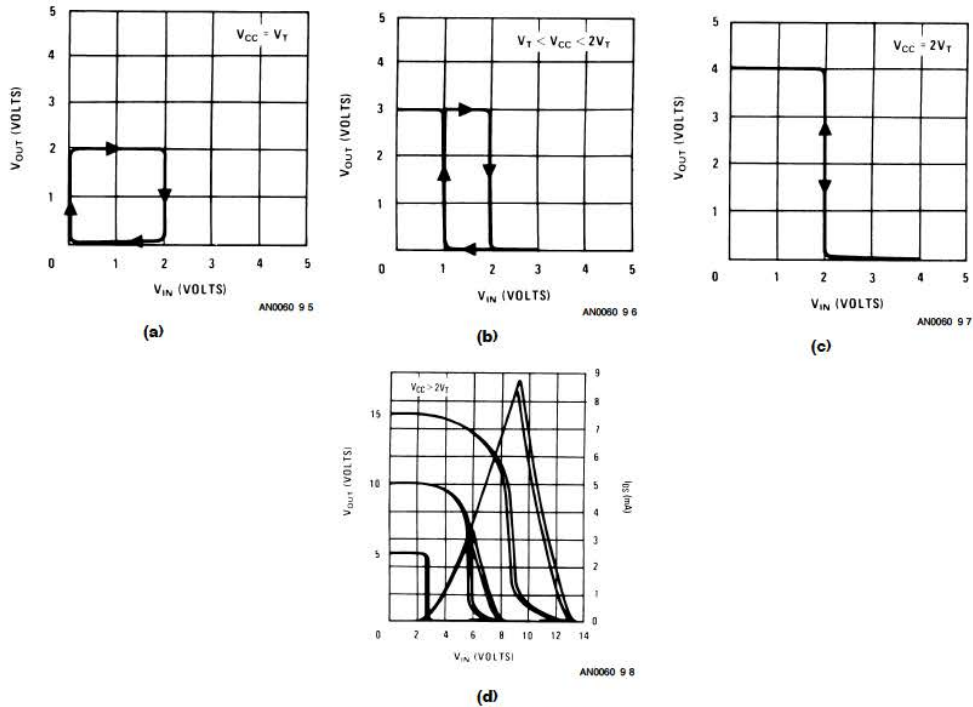 5
4
3
2
1
0
1
2
3
4
5
V_CC = V_T
V_OUT (VOLTS)
V_IN (VOLTS)
AN0060 9 5
(a)
5
4
3
2
1
0
1
2
3
4
5
V_T < V_CC < 2V_T
V_OUT (VOLTS)
V_IN (VOLTS)
AN0060 9 6
(b)
5
4
3
2
1
0
1
2
3
4
5
V_CC = 2V_T
V_OUT (VOLTS)
V_IN (VOLTS)
AN0060 9 7
(c)
V_CC > 2V_T
15
10
5
0
2
4
6
8
10
12
14
9
8
7
6
5
4
3
2
1
0
V_OUT (VOLTS)
I_DS (mA)
V_IN (VOLTS)
AN0060 9 8
(d)